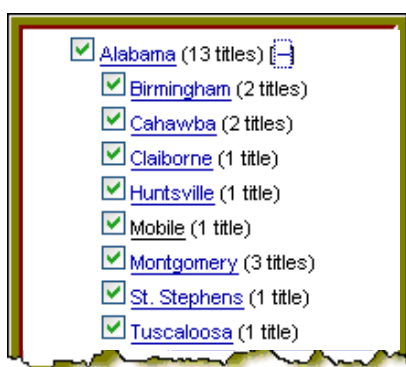 Alabama (13 titles) [–]
Birmingham (2 titles)
Cahawba (2 titles)
Claiborne (1 title)
Huntsville (1 title)
Mobile (1 title)
Montgomery (3 titles)
St. Stephens (1 title)
Tuscaloosa (1 title)